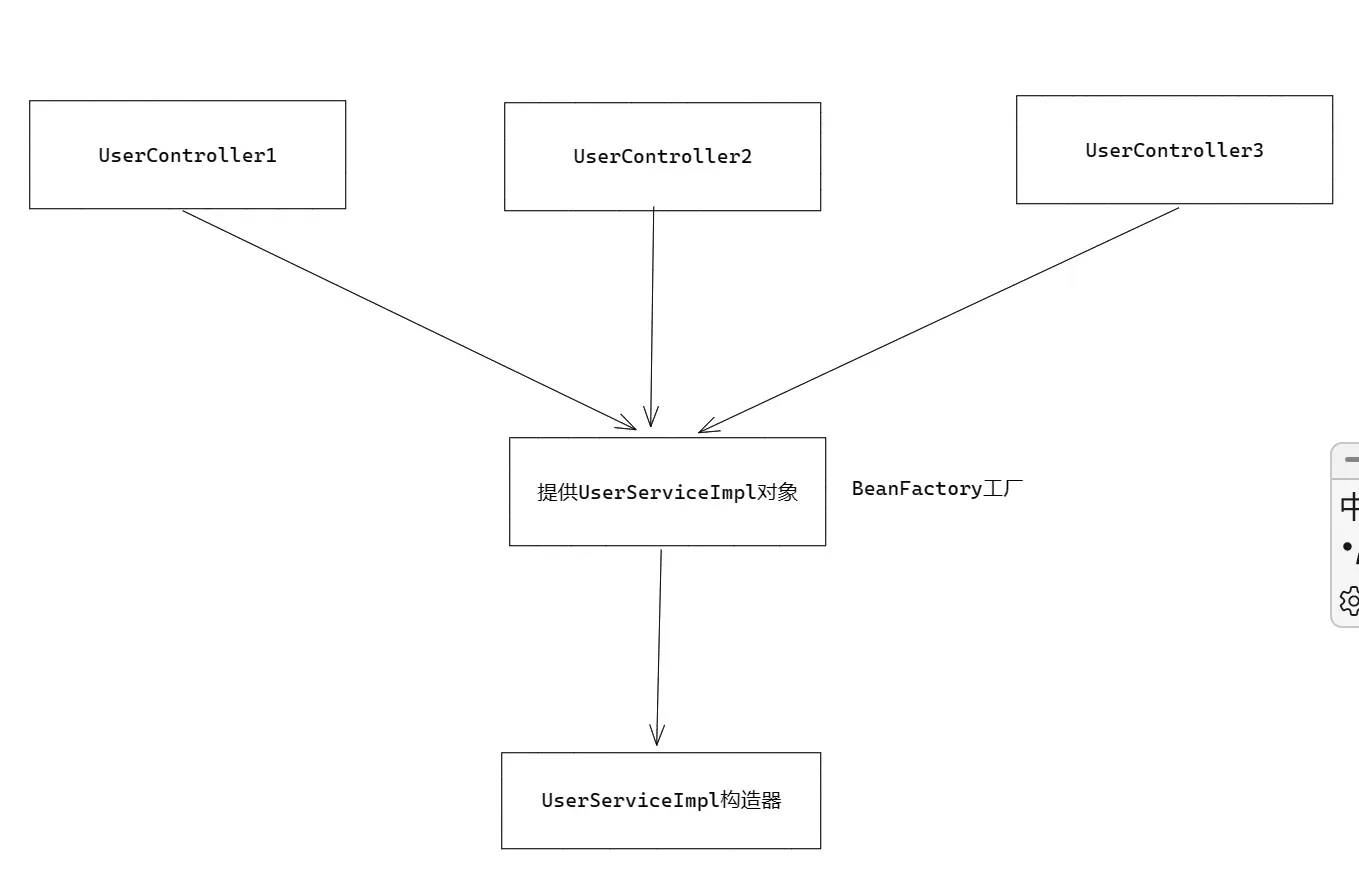 UserController1
UserController2
UserController3
提供UserServiceImpl对象
BeanFactory工厂
中
UserServiceImpl构造器